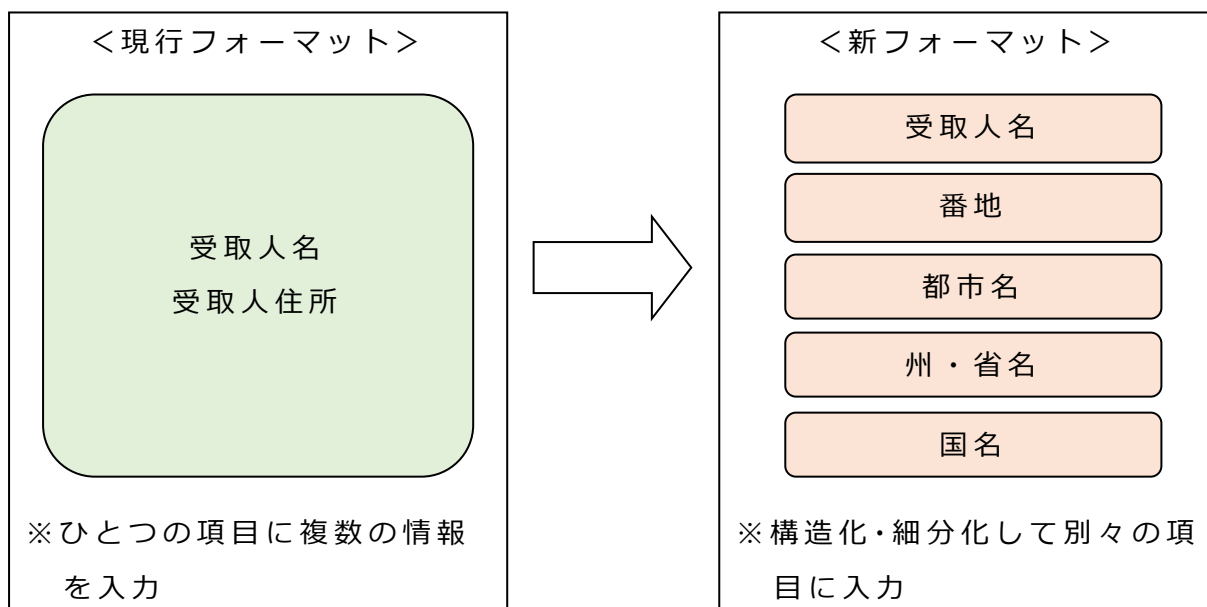 ＜現行フォーマット＞
受取人名
受取人住所
※ひとつの項目に複数の情報
を入力
＜新フォーマット＞
受取人名
番地
都市名
州・省名
国名
※構造化・細分化して別々の項
目に入力